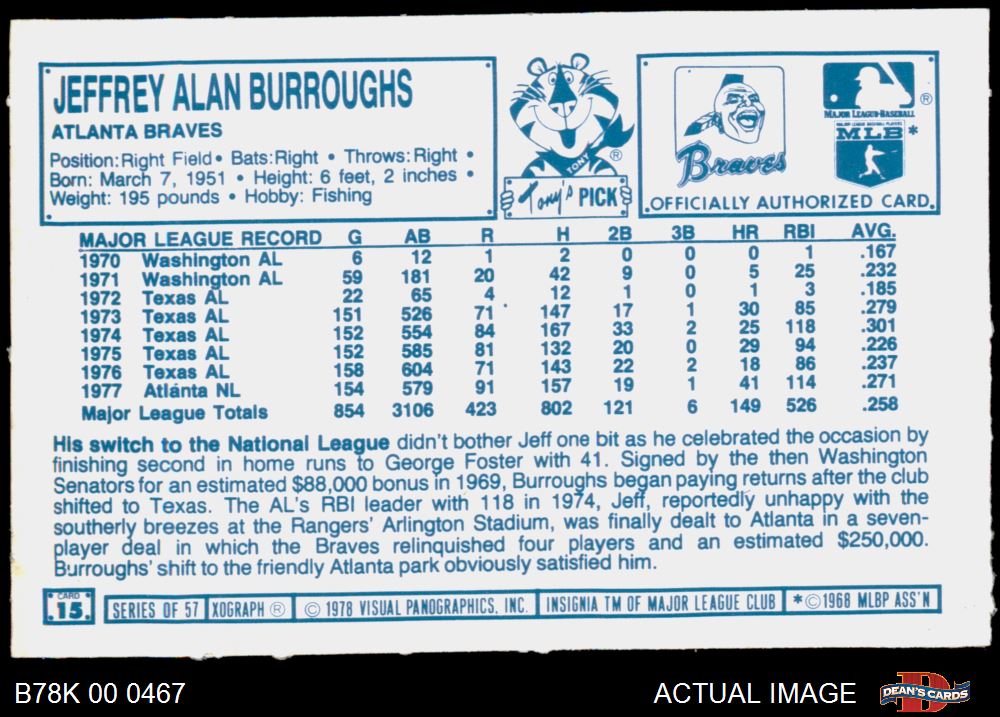 JEFFREY ALAN BURROUGHS
ATLANTA BRAVES
Position: Right Field • Bats: Right • Throws: Right •
Born: March 7, 1951 • Height: 6 feet, 2 inches •
Weight: 195 pounds • Hobby: Fishing
TONY
®
Tony's PICK
Braves
®
MAJOR LEAGUE BASEBALL
MAJOR LEAGUE BASEBALL PLAYERS
MLB*
OFFICIALLY AUTHORIZED CARD.
MAJOR LEAGUE RECORD G AB R H 2B 3B HR RBI AVG.
1970 Washington AL 6 12 1 2 0 0 0 1 .167
1971 Washington AL 59 181 20 42 9 0 5 25 .232
1972 Texas AL 22 65 4 12 1 0 1 3 .185
1973 Texas AL 151 526 71 147 17 1 30 85 .279
1974 Texas AL 152 554 84 167 33 2 25 118 .301
1975 Texas AL 152 585 81 132 20 0 29 94 .226
1976 Texas AL 158 604 71 143 22 2 18 86 .237
1977 Atlanta NL 154 579 91 157 19 1 41 114 .271
Major League Totals 854 3106 423 802 121 6 149 526 .258
His switch to the National League didn't bother Jeff one bit as he celebrated the occasion by
finishing second in home runs to George Foster with 41. Signed by the then Washington
Senators for an estimated $88,000 bonus in 1969, Burroughs began paying returns after the club
shifted to Texas. The AL's RBI leader with 118 in 1974, Jeff, reportedly unhappy with the
southerly breezes at the Rangers' Arlington Stadium, was finally dealt to Atlanta in a seven-
player deal in which the Braves relinquished four players and an estimated $250,000.
Burroughs' shift to the friendly Atlanta park obviously satisfied him.
CARD
15
SERIES OF 57 XOGRAPH ® © 1978 VISUAL PANOGRAPHICS, INC. INSIGNIA TM OF MAJOR LEAGUE CLUB *©1968 MLBP ASS'N
B78K 00 0467
ACTUAL IMAGE
DEAN'S CARDS